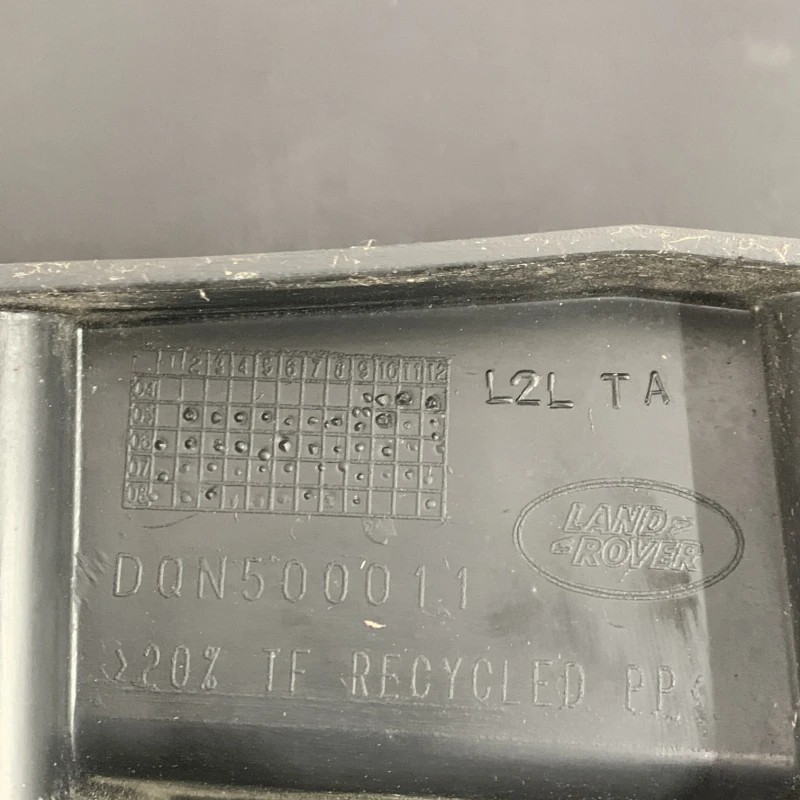 1 2 3 4 5 6 7 8 9 10 11 12
04
05
06
07
08
L2L TA
LAND
ROVER
DQN500011
>20% TF RECYCLED PP<